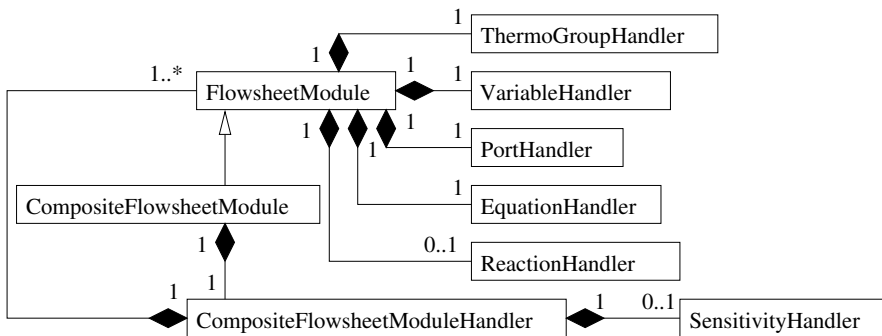 1
ThermoGroupHandler
1
1
1..*
1
FlowsheetModule
VariableHandler
1
1
1
1
PortHandler
1
CompositeFlowsheetModule
EquationHandler
1
0..1
ReactionHandler
1
1
1
0..1
CompositeFlowsheetModuleHandler
SensitivityHandler